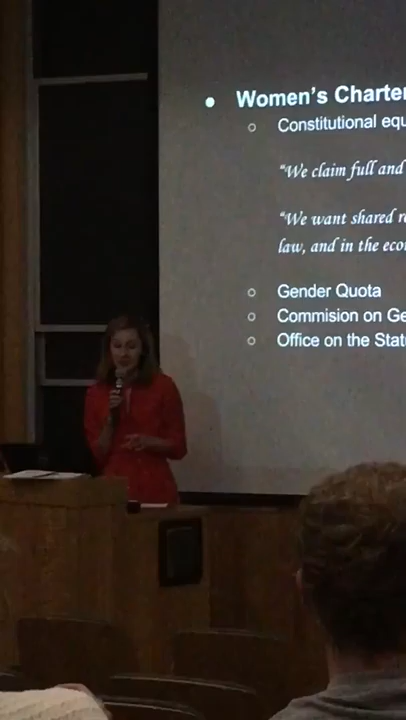 • Women's Charter
○ Constitutional equ
"We claim full and
"We want shared r
law, and in the eco
○ Gender Quota
○ Commision on Ge
○ Office on the Stat